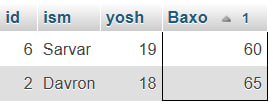 id ism yosh Baxo 1
6 Sarvar 19 60
2 Davron 18 65